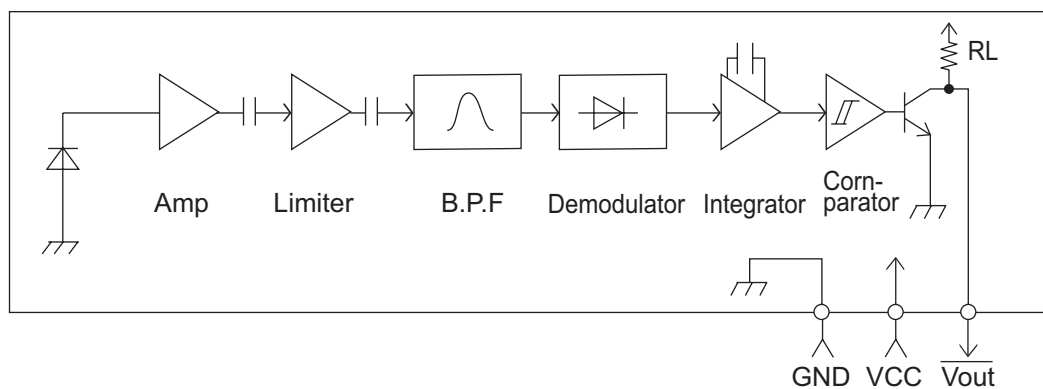 RL
Amp
Limiter
B.P.F
Demodulator
Integrator
Corn-
parator
GND
VCC
Vout